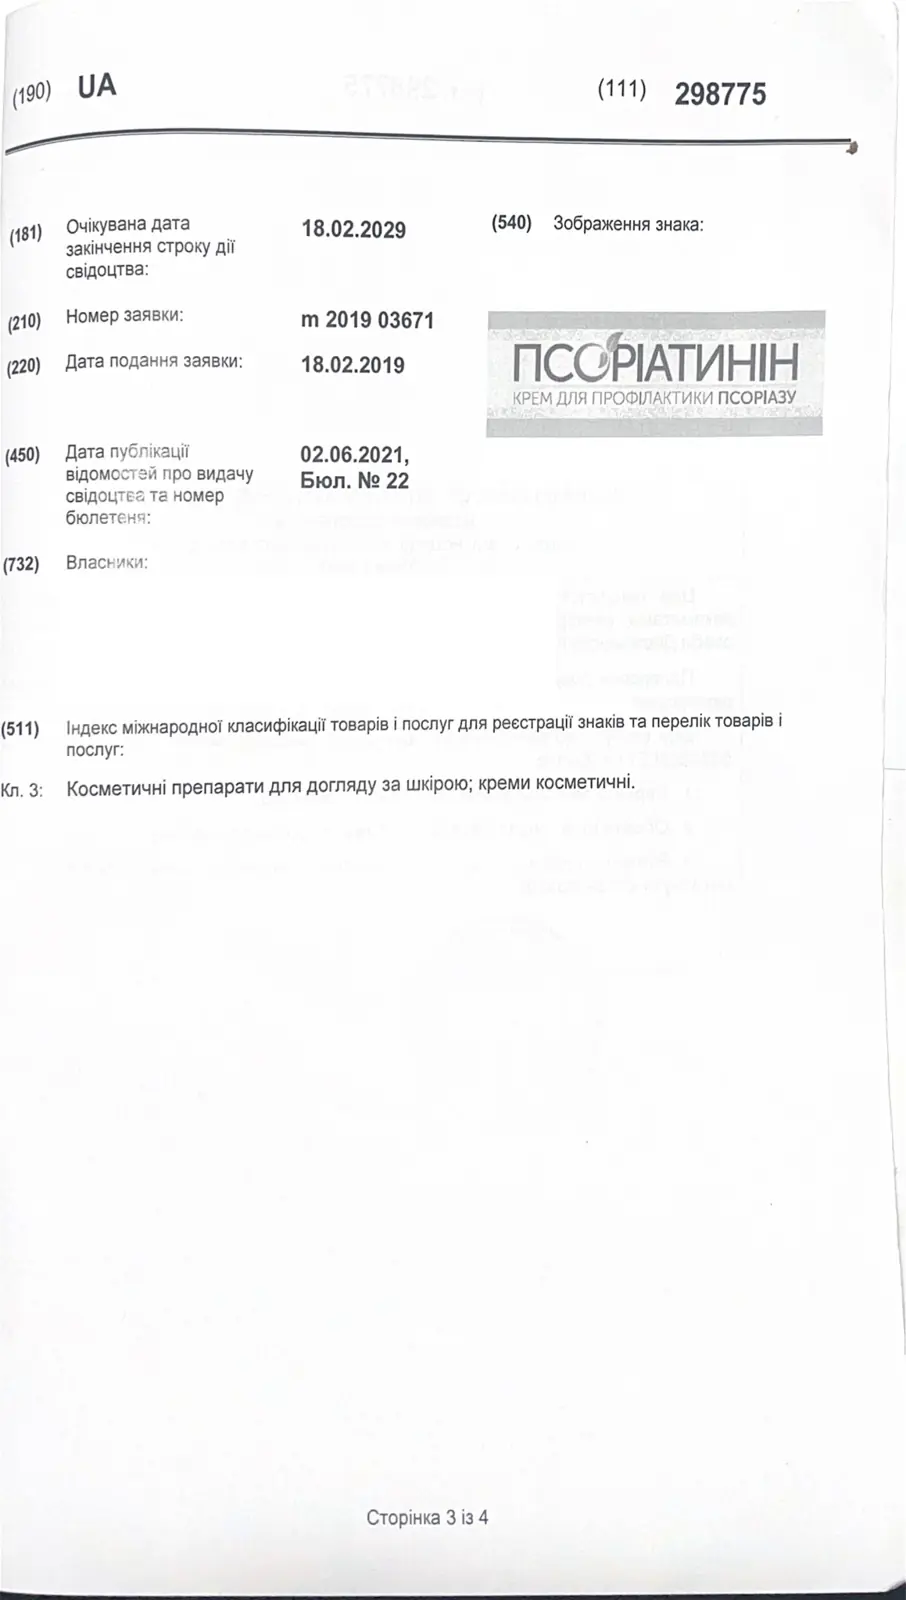 (190) UA (111) 298775
(181) Очікувана дата 18.02.2029 (540) Зображення знака:
закінчення строку дії
свідоцтва:
(210) Номер заявки: m 2019 03671
(220) Дата подання заявки: 18.02.2019
ПСОРІАТИНІН
КРЕМ ДЛЯ ПРОФІЛАКТИКИ ПСОРІАЗУ
(450) Дата публікації 02.06.2021,
відомостей про видачу Бюл. № 22
свідоцтва та номер
бюлетеня:
(732) Власники:
(511) Індекс міжнародної класифікації товарів і послуг для реєстрації знаків та перелік товарів і
послуг:
Кл. 3: Косметичні препарати для догляду за шкірою; креми косметичні.
Сторінка 3 із 4